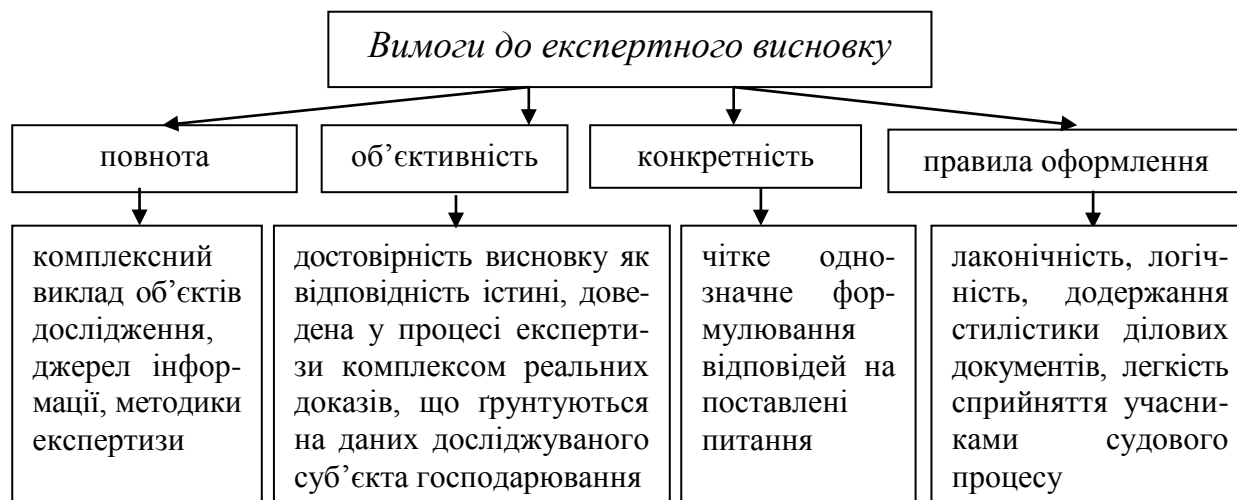 Вимоги до експертного висновку
повнота
об’єктивність
конкретність
правила оформлення
комплексний
виклад об’єктів
дослідження,
джерел інфор-
мації, методики
експертизи
достовірність висновку як
відповідність істині, дове-
дена у процесі експерти-
зи комплексом реальних
доказів, що ґрунтуються
на даних досліджуваного
суб’єкта господарювання
чітке одно-
значне фор-
мулювання
відповідей на
поставлені
питання
лаконічність, логіч-
ність, додержання
стилістики ділових
документів, легкість
сприйняття учасни-
ками судового
процесу